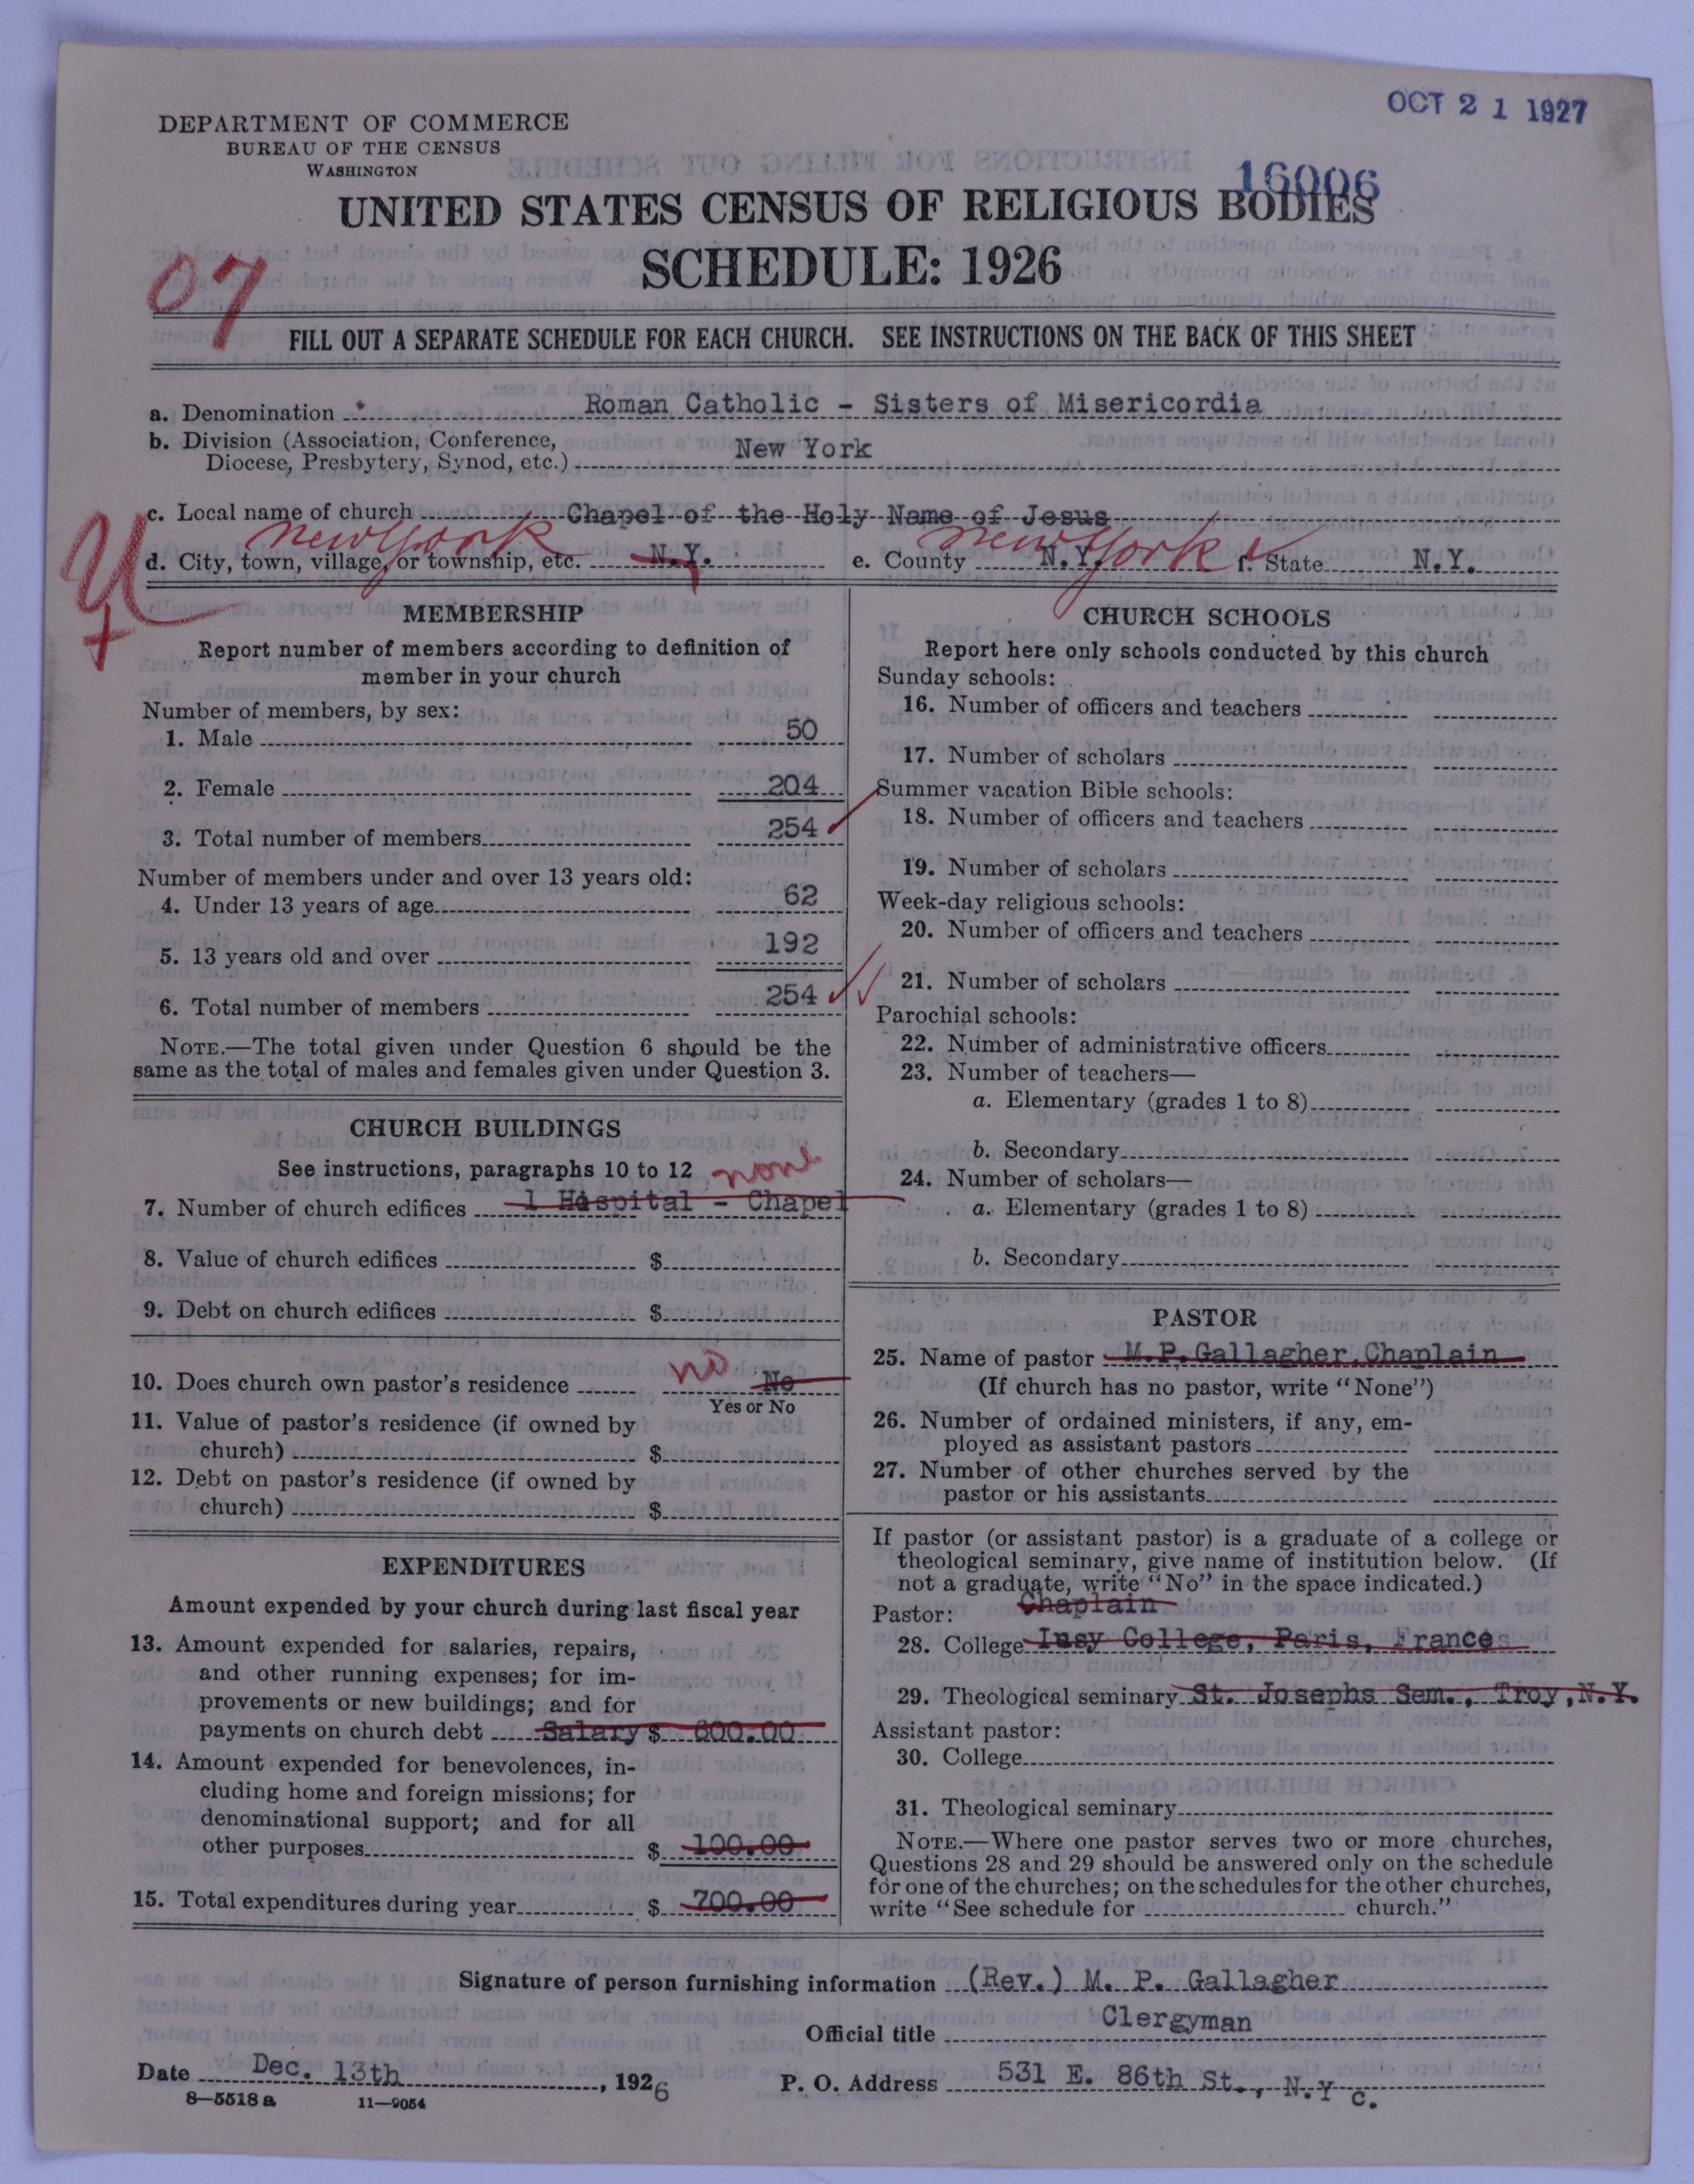 OCT 21 1927
DEPARTMENT OF COMMERCE
BUREAU OF THE CENSUS
WASHINGTON
16006
UNITED STATES CENSUS OF RELIGIOUS BODIES
SCHEDULE: 1926
07
FILL OUT A SEPARATE SCHEDULE FOR EACH CHURCH. SEE INSTRUCTIONS ON THE BACK OF THIS SHEET
a. Denomination Roman Catholic - Sisters of Misericordia
b. Division (Association, Conference,
Diocese, Presbytery, Synod, etc.) New York
c. Local name of church Chapel of the Holy Name of Jesus
New York New York
d. City, town, village, or township, etc. N.Y. e. County N.Y. f. State N.Y.
U
MEMBERSHIP
Report number of members according to definition of
member in your church
Number of members, by sex:
1. Male 50
2. Female 204
3. Total number of members 254
Number of members under and over 13 years old:
4. Under 13 years of age 62
5. 13 years old and over 192
6. Total number of members 254
NOTE.—The total given under Question 6 should be the
same as the total of males and females given under Question 3.
CHURCH BUILDINGS
See instructions, paragraphs 10 to 12 none
7. Number of church edifices 1 Hospital - Chapel
8. Value of church edifices $
9. Debt on church edifices $
10. Does church own pastor's residence no No
Yes or No
11. Value of pastor's residence (if owned by
church) $
12. Debt on pastor's residence (if owned by
church) $
EXPENDITURES
Amount expended by your church during last fiscal year
13. Amount expended for salaries, repairs,
and other running expenses; for im-
provements or new buildings; and for
payments on church debt Salary $ 600.00
14. Amount expended for benevolences, in-
cluding home and foreign missions; for
denominational support; and for all
other purposes $ 100.00
15. Total expenditures during year $ 700.00
CHURCH SCHOOLS
Report here only schools conducted by this church
Sunday schools:
16. Number of officers and teachers
17. Number of scholars
Summer vacation Bible schools:
18. Number of officers and teachers
19. Number of scholars
Week-day religious schools:
20. Number of officers and teachers
21. Number of scholars
Parochial schools:
22. Number of administrative officers
23. Number of teachers—
a. Elementary (grades 1 to 8)
b. Secondary
24. Number of scholars—
a. Elementary (grades 1 to 8)
b. Secondary
PASTOR
25. Name of pastor M.P.Gallagher,Chaplain
(If church has no pastor, write "None")
26. Number of ordained ministers, if any, em-
ployed as assistant pastors
27. Number of other churches served by the
pastor or his assistants
If pastor (or assistant pastor) is a graduate of a college or
theological seminary, give name of institution below. (If
not a graduate, write "No" in the space indicated.)
Pastor: Chaplain
28. College College, Paris, France
29. Theological seminary St. Josephs Sem., Troy,N.Y.
Assistant pastor:
30. College
31. Theological seminary
NOTE.—Where one pastor serves two or more churches,
Questions 28 and 29 should be answered only on the schedule
for one of the churches; on the schedules for the other churches,
write "See schedule for church."
Signature of person furnishing information (Rev.) M. P. Gallagher
Official title Clergyman
Date Dec. 13th, 1926 P. O. Address 531 E. 86th St., N.Y c.
8—5518 a 11—9054